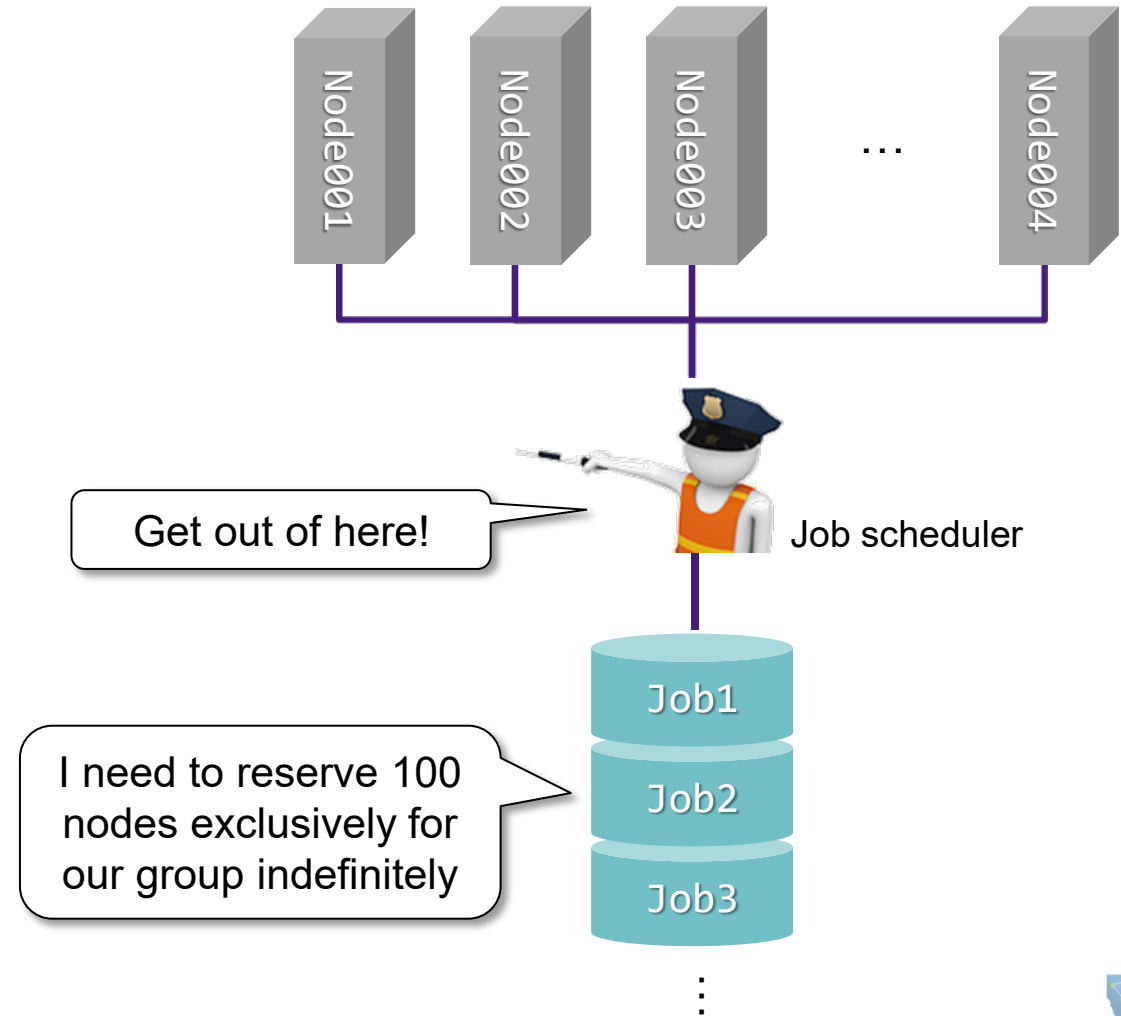 Node001
Node002
Node003
...
Node004
Get out of here!
Job scheduler
Job1
I need to reserve 100
nodes exclusively for
our group indefinitely
Job2
Job3
⋮